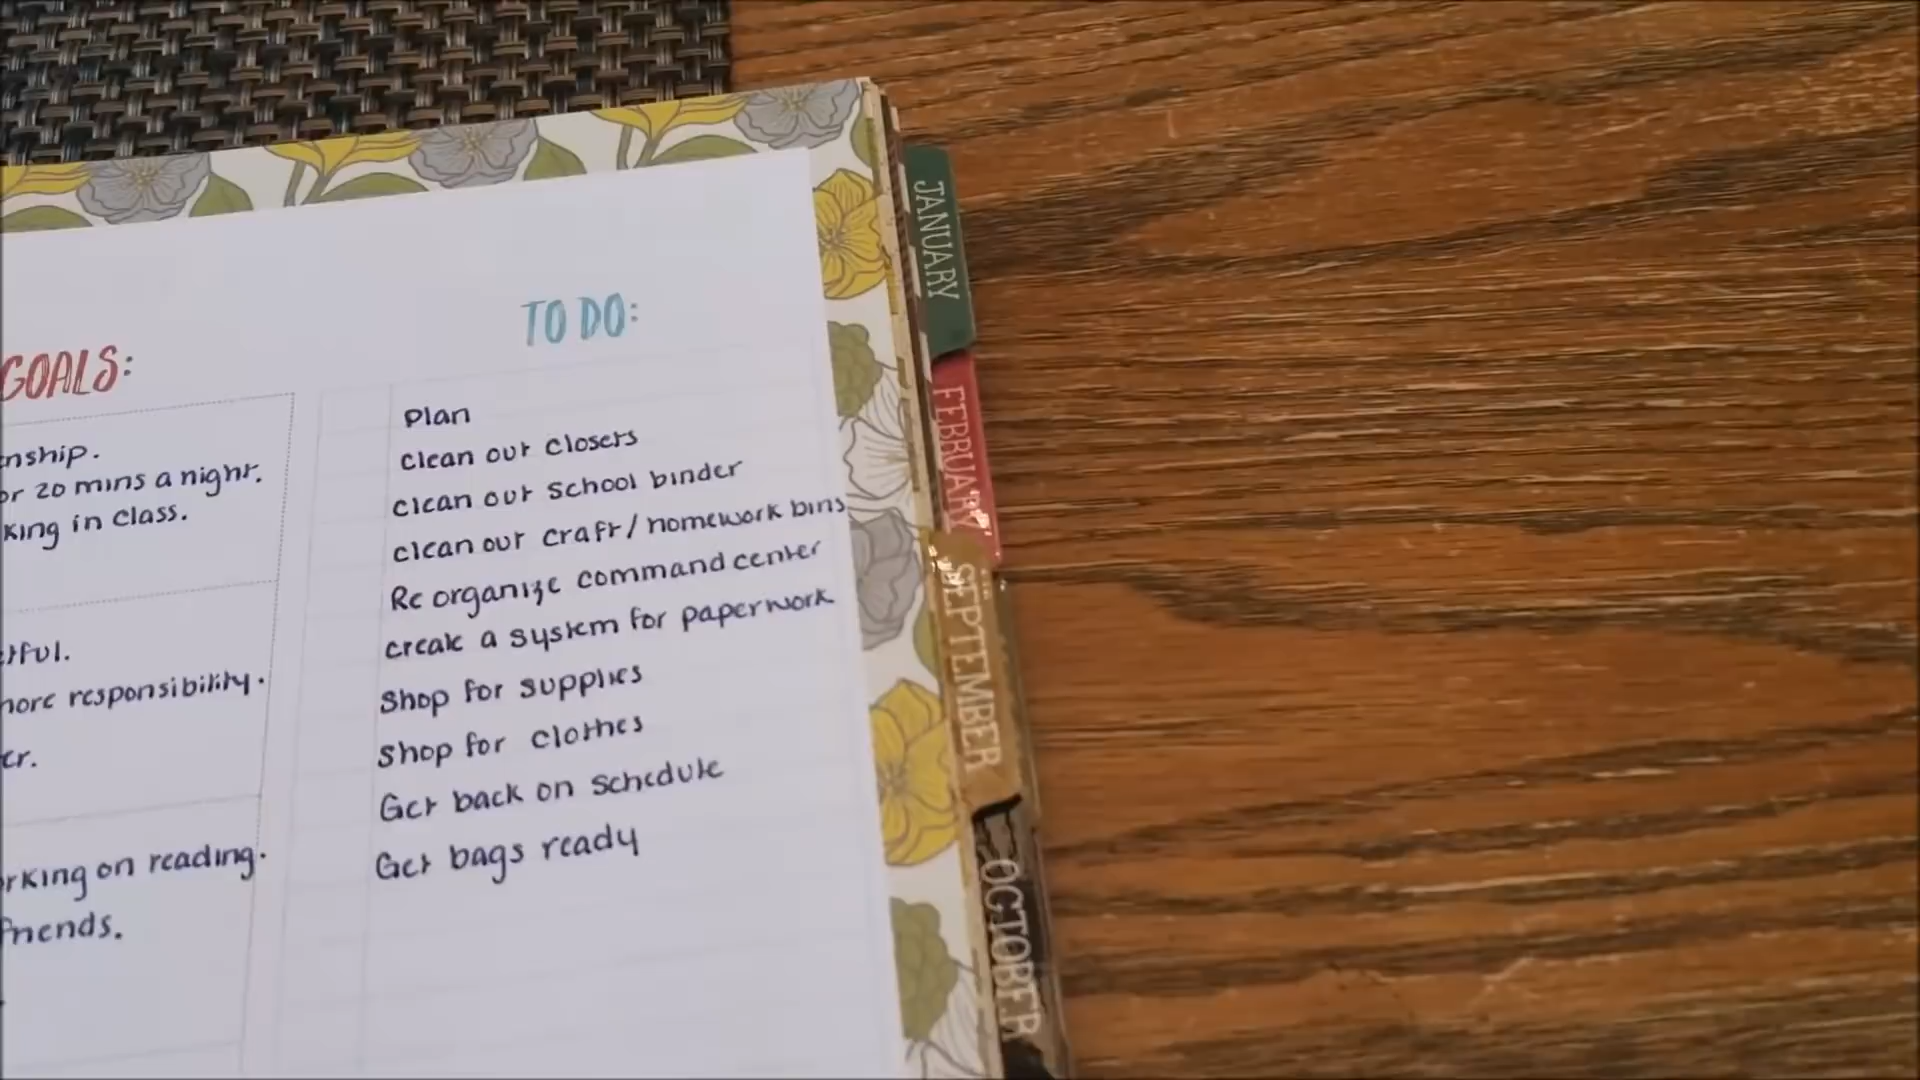 GOALS:
nship.
or 20 mins a night.
king in class.
tful.
more responsibility.
er.
rking on reading.
friends.
TO DO:
Plan
clean out closets
clean out school binder
clean out craft/homework bins
Re organize command center
create a system for paperwork
Shop for supplies
Shop for clothes
Get back on schedule
Get bags ready
JANUARY
FEBRUARY
SEPTEMBER
OCTOBER